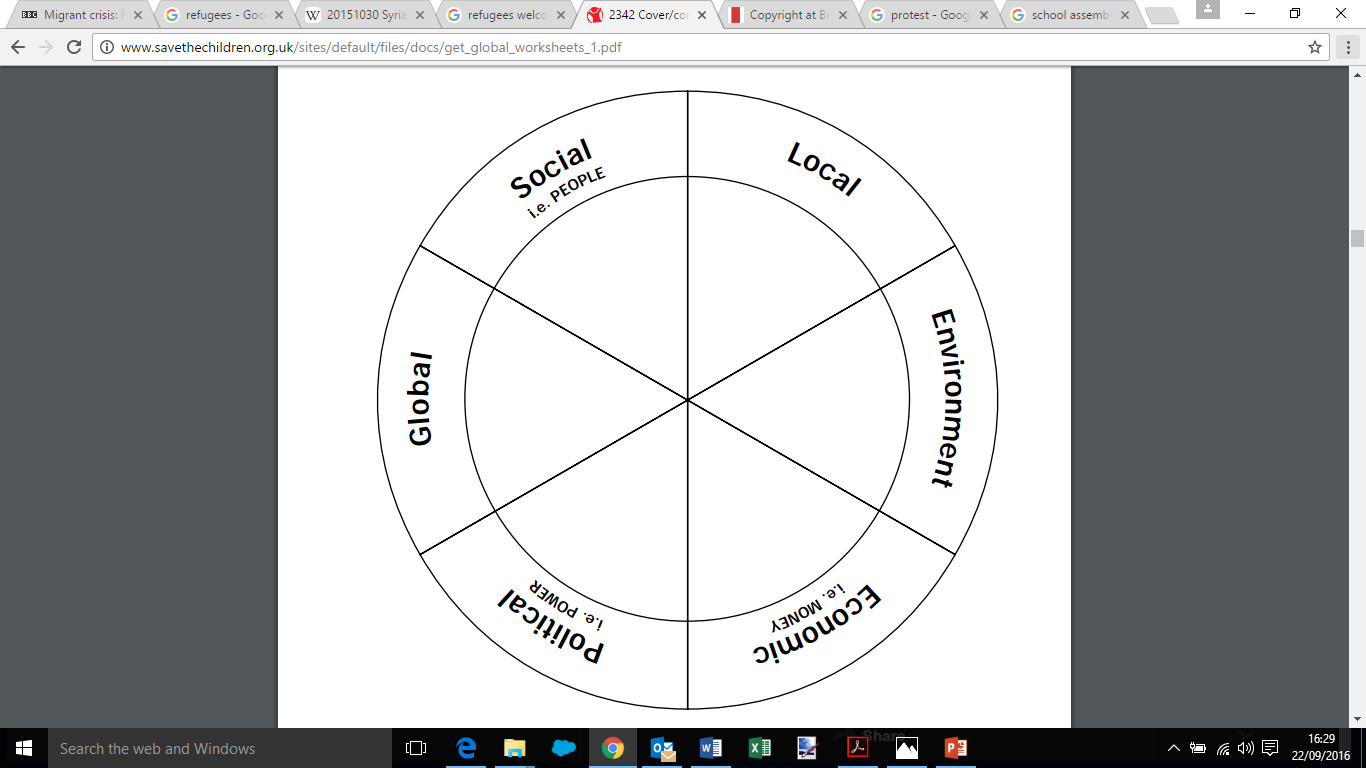 Migrant crisis:
refugees - Goo
20151030 Syria
refugees welco
2342 Cover/co
Copyright at B
protest - Goog
school assemb
www.savethechildren.org.uk/sites/default/files/docs/get_global_worksheets_1.pdf
Social
i.e. PEOPLE
Local
Global
Environment
Political
i.e. POWER
Economic
i.e. MONEY
Share
Search the web and Windows
16:29
22/09/2016